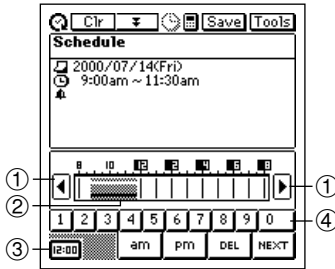 Clr Save Tools
Schedule
2000/07/14(Fri)
9:00am ~ 11:30am
8 10 12 2 4 6 8
① ①
②
1 2 3 4 5 6 7 8 9 0 ④
③ 12:00 am pm DEL NEXT